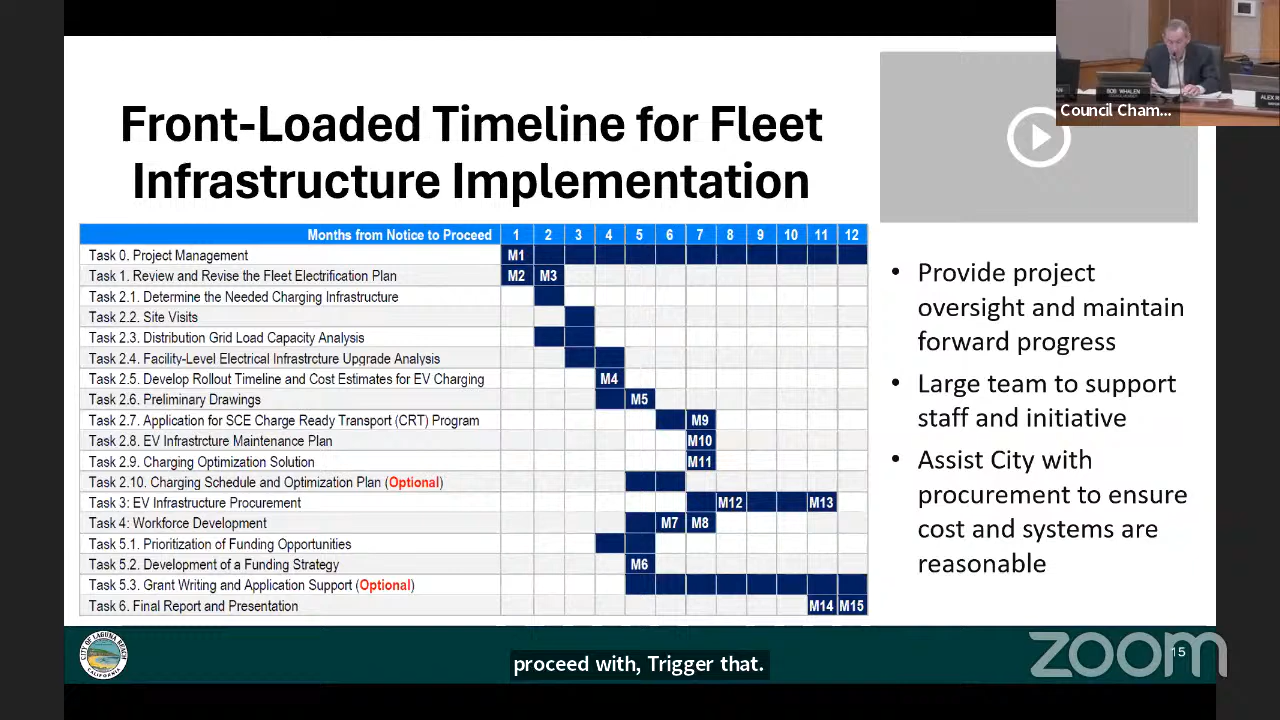 Front-Loaded Timeline for Fleet
Infrastructure Implementation
BOB WHALEN
ALEX
Council Cham...
Months from Notice to Proceed 1 2 3 4 5 6 7 8 9 10 11 12
Task 0. Project Management M1
Task 1. Review and Revise the Fleet Electrification Plan M2 M3
Task 2.1. Determine the Needed Charging Infrastructure
Task 2.2. Site Visits
Task 2.3. Distribution Grid Load Capacity Analysis
Task 2.4. Facility-Level Electrical Infrastrcture Upgrade Analysis
Task 2.5. Develop Rollout Timeline and Cost Estimates for EV Charging M4
Task 2.6. Preliminary Drawings M5
Task 2.7. Application for SCE Charge Ready Transport (CRT) Program M9
Task 2.8. EV Infrastrcture Maintenance Plan M10
Task 2.9. Charging Optimization Solution M11
Task 2.10. Charging Schedule and Optimization Plan (Optional)
Task 3: EV Infrastructure Procurement M12 M13
Task 4: Workforce Development M7 M8
Task 5.1. Prioritization of Funding Opportunities
Task 5.2. Development of a Funding Strategy M6
Task 5.3. Grant Writing and Application Support (Optional)
Task 6. Final Report and Presentation M14 M15
• Provide project
oversight and maintain
forward progress
• Large team to support
staff and initiative
• Assist City with
procurement to ensure
cost and systems are
reasonable
CITY OF LAGUNA BEACH
CALIFORNIA
proceed with, Trigger that.
zoom
15